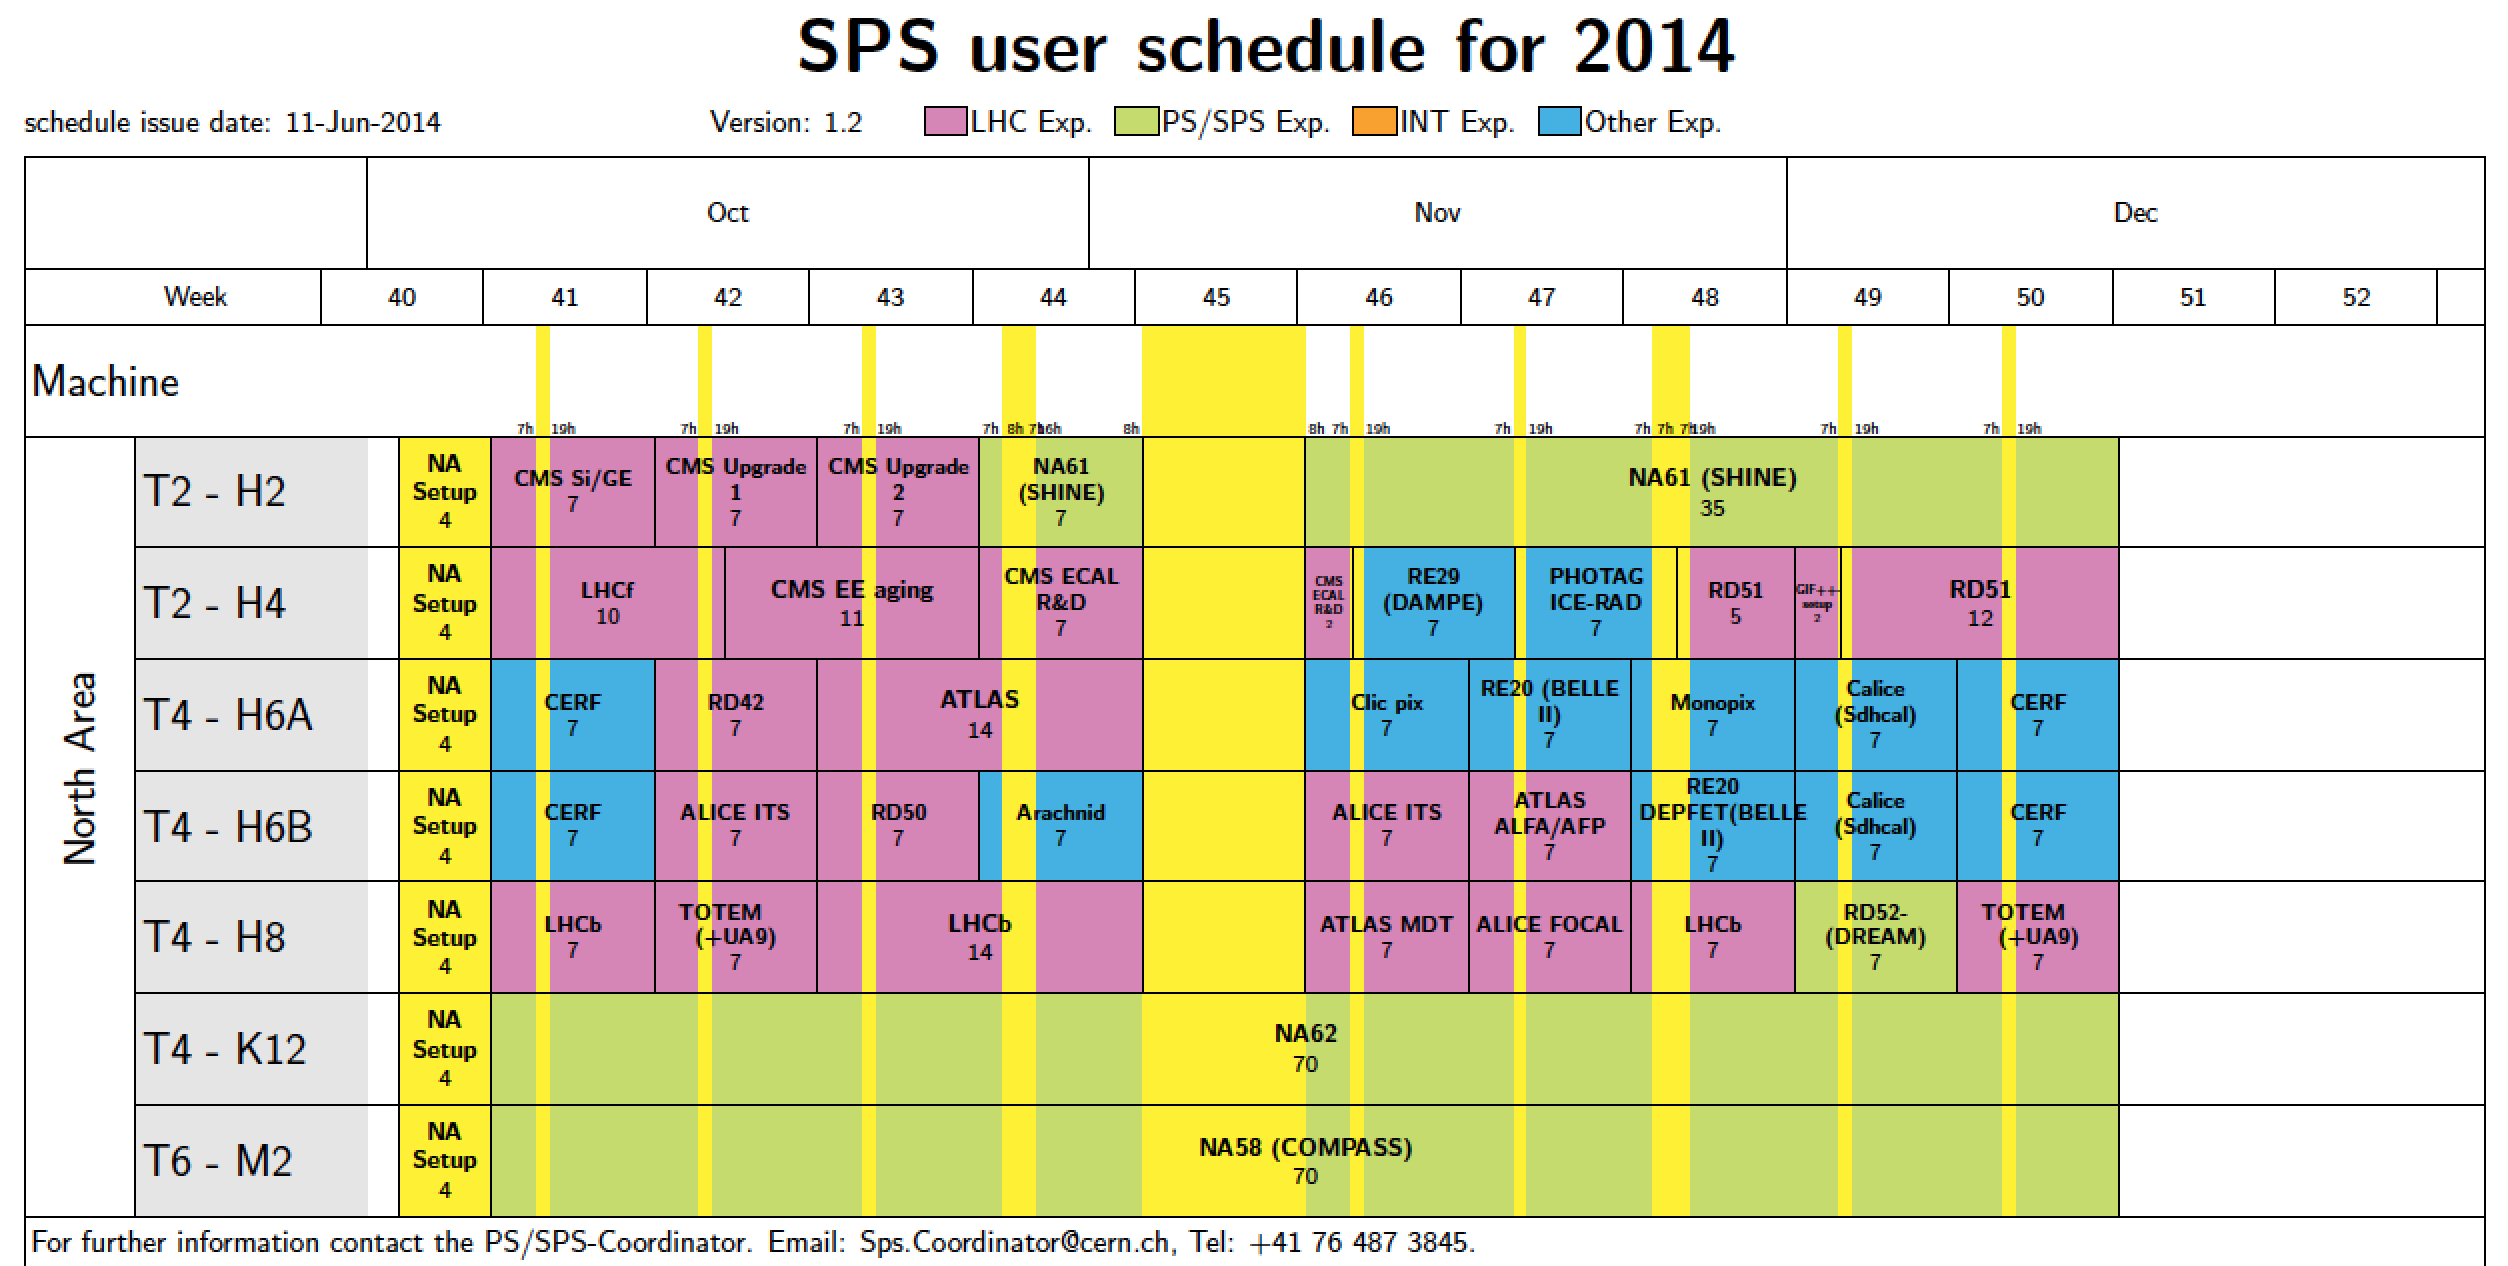 SPS user schedule for 2014
schedule issue date: 11-Jun-2014 Version: 1.2 LHC Exp. PS/SPS Exp. INT Exp. Other Exp.
Oct Nov Dec
Week 40 41 42 43 44 45 46 47 48 49 50 51 52
Machine
7h 19h 7h 19h 7h 19h 7h 8h 16h 8h 8h 7h 19h 7h 19h 7h 7h 19h 7h 19h 7h 19h
North Area
T2 - H2
NA
Setup
4
CMS Si/GE
7
CMS Upgrade
1
7
CMS Upgrade
2
7
NA61
(SHINE)
7
NA61 (SHINE)
35
T2 - H4
NA
Setup
4
LHCf
10
CMS EE aging
11
CMS ECAL
R&D
7
CMS
ECAL
R&D
2
RE29
(DAMPE)
7
PHOTAG
ICE-RAD
7
RD51
5
GIF++
setup
2
RD51
12
T4 - H6A
NA
Setup
4
CERF
7
RD42
7
ATLAS
14
Clic pix
7
RE20 (BELLE
II)
7
Monopix
7
Calice
(Sdhcal)
7
CERF
7
T4 - H6B
NA
Setup
4
CERF
7
ALICE ITS
7
RD50
7
Arachnid
7
ALICE ITS
7
ATLAS
ALFA/AFP
7
RE20
DEPFET(BELLE
II)
7
Calice
(Sdhcal)
7
CERF
7
T4 - H8
NA
Setup
4
LHCb
7
TOTEM
(+UA9)
7
LHCb
14
ATLAS MDT
7
ALICE FOCAL
7
LHCb
7
RD52-
(DREAM)
7
TOTEM
(+UA9)
7
T4 - K12
NA
Setup
4
NA62
70
T6 - M2
NA
Setup
4
NA58 (COMPASS)
70
For further information contact the PS/SPS-Coordinator. Email: Sps.Coordinator@cern.ch, Tel: +41 76 487 3845.